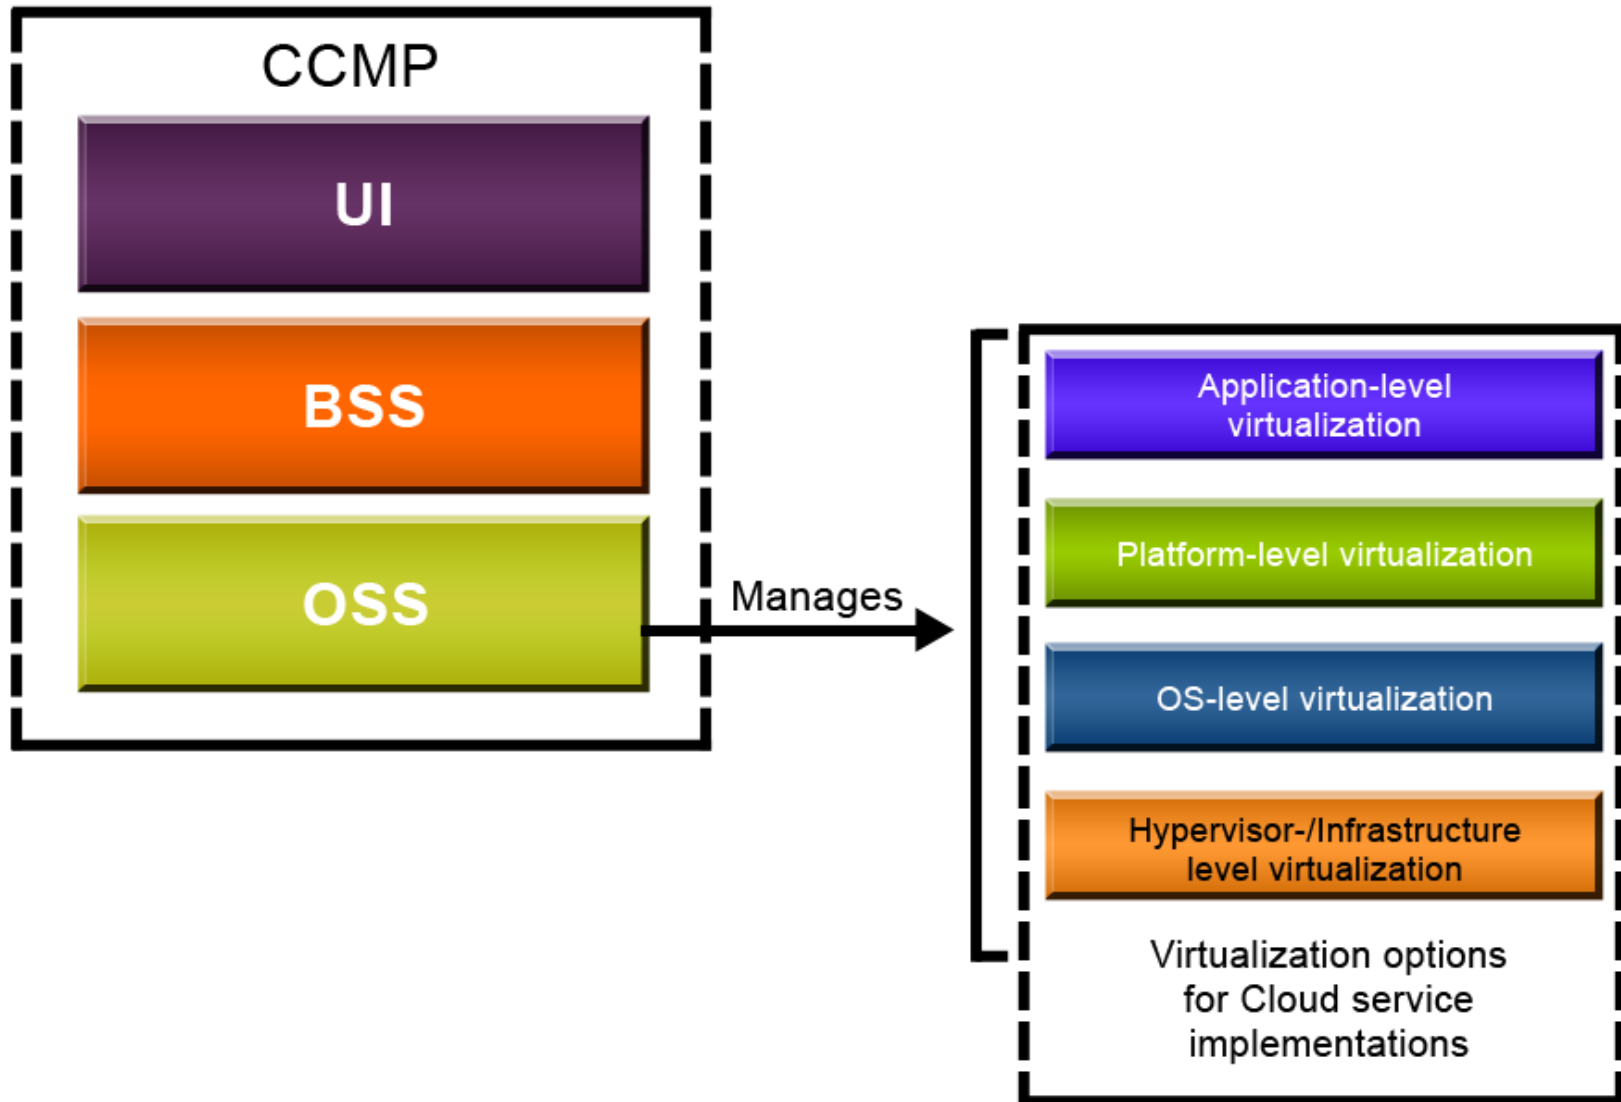 CCMP
UI
BSS
OSS
Manages
Application-level
virtualization
Platform-level virtualization
OS-level virtualization
Hypervisor-/Infrastructure
level virtualization
Virtualization options
for Cloud service
implementations